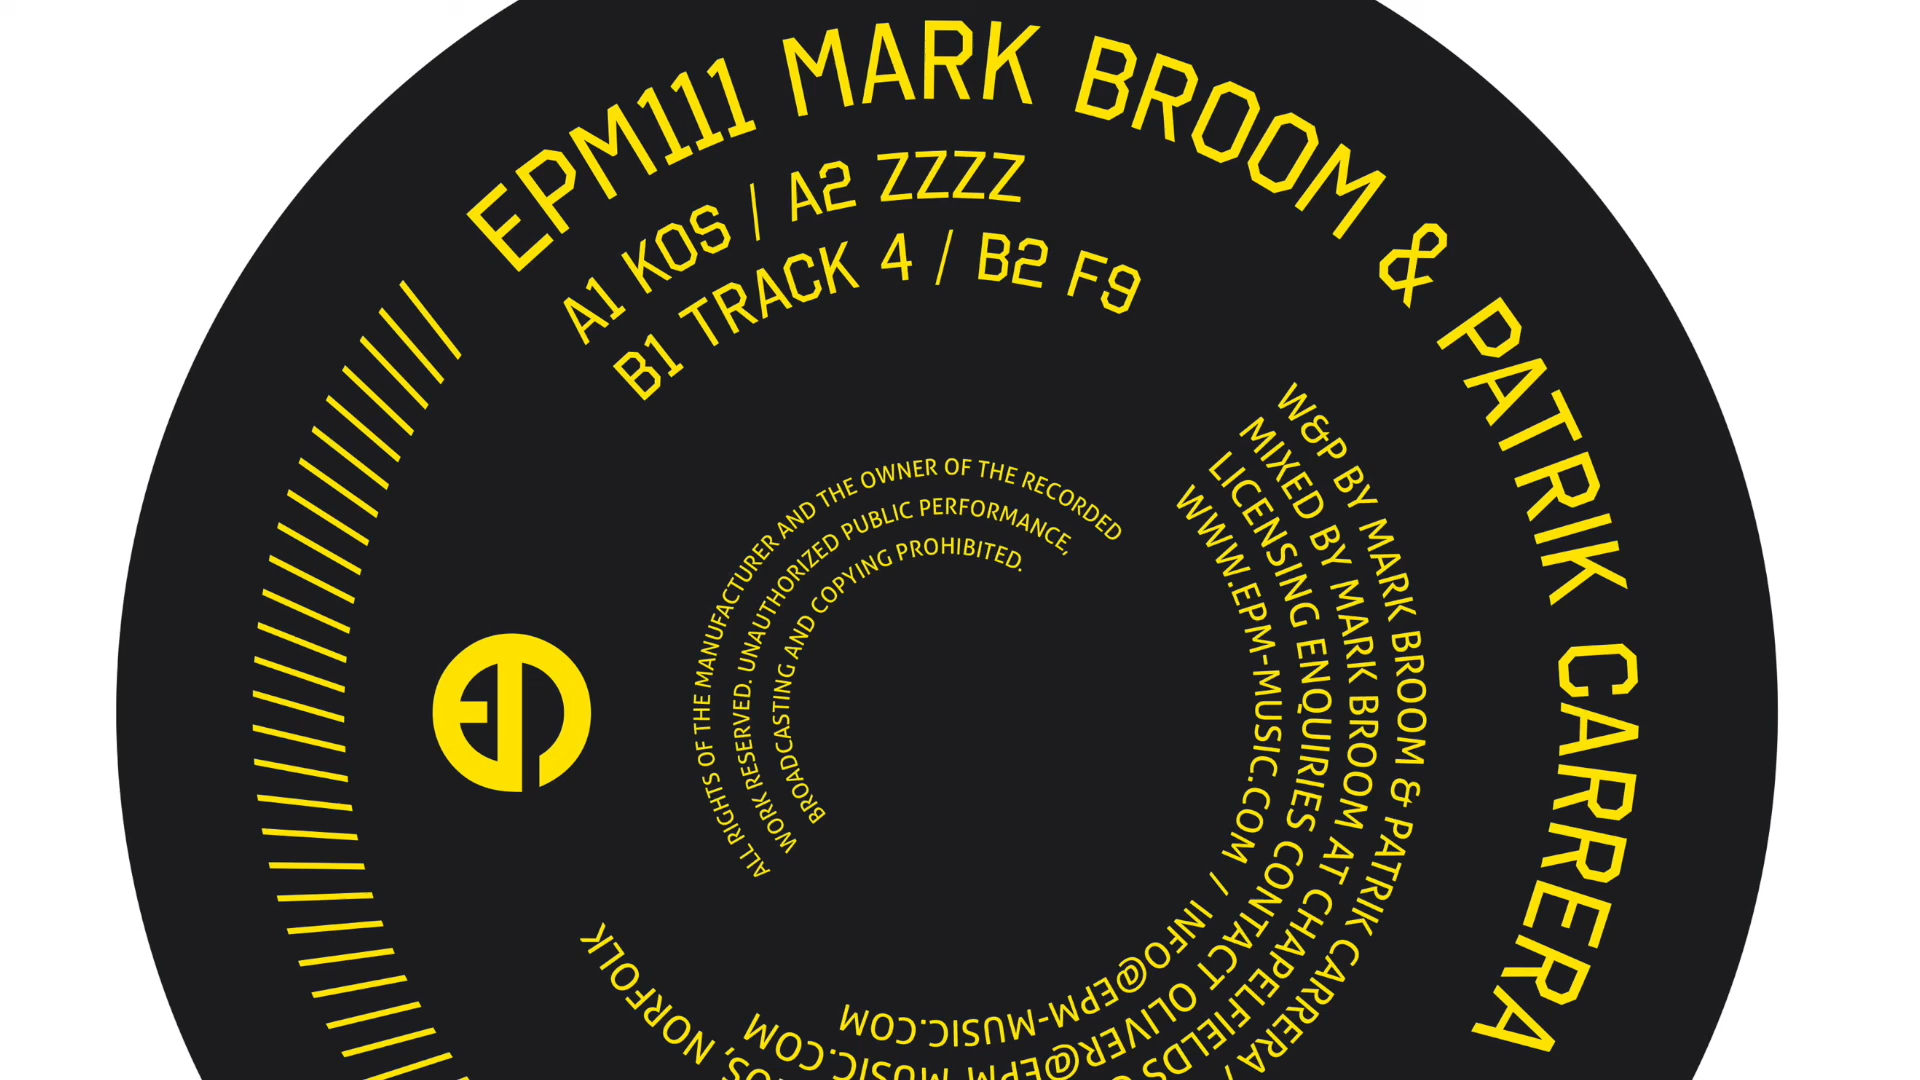 EPM111 MARK BROOM & PATRIK CARRERA
A1 KOS / A2 ZZZZ
B1 TRACK 4 / B2 F9
ALL RIGHTS OF THE MANUFACTURER AND THE OWNER OF THE RECORDED
WORK RESERVED. UNAUTHORIZED PUBLIC PERFORMANCE,
BROADCASTING AND COPYING PROHIBITED.
W&P BY MARK BROOM & PATRIK CARRERA /
MIXED BY MARK BROOM AT CHAPELFIELDS NORFOLK
LICENSING ENQUIRIES CONTACT OLIVER@EPM-MUSIC.COM
WWW.EPM-MUSIC.COM / INFO@EPM-MUSIC.COM
EP